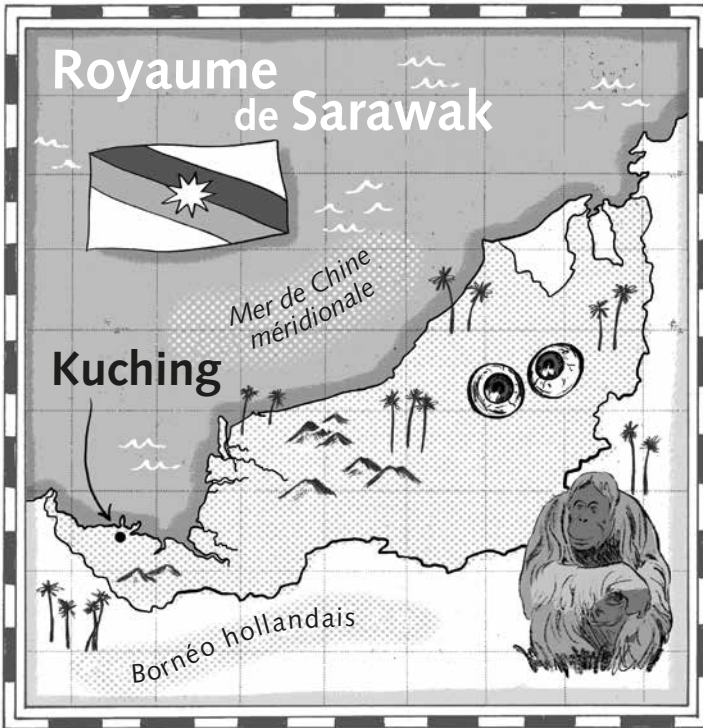 Royaume
de Sarawak
Mer de Chine
méridionale
Kuching
Bornéo hollandais